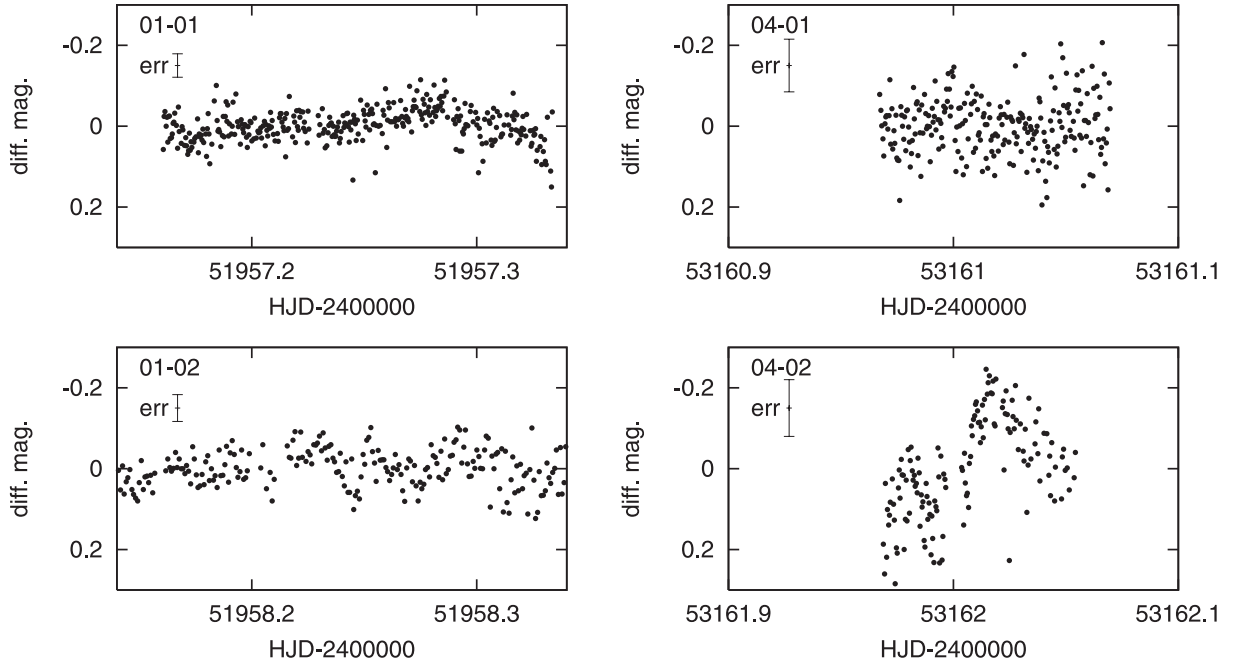 01-01
err
-0.2
0
0.2
diff. mag.
51957.2
51957.3
HJD-2400000
04-01
err
-0.2
0
0.2
diff. mag.
53160.9
53161
53161.1
HJD-2400000
01-02
err
-0.2
0
0.2
diff. mag.
51958.2
51958.3
HJD-2400000
04-02
err
-0.2
0
0.2
diff. mag.
53161.9
53162
53162.1
HJD-2400000